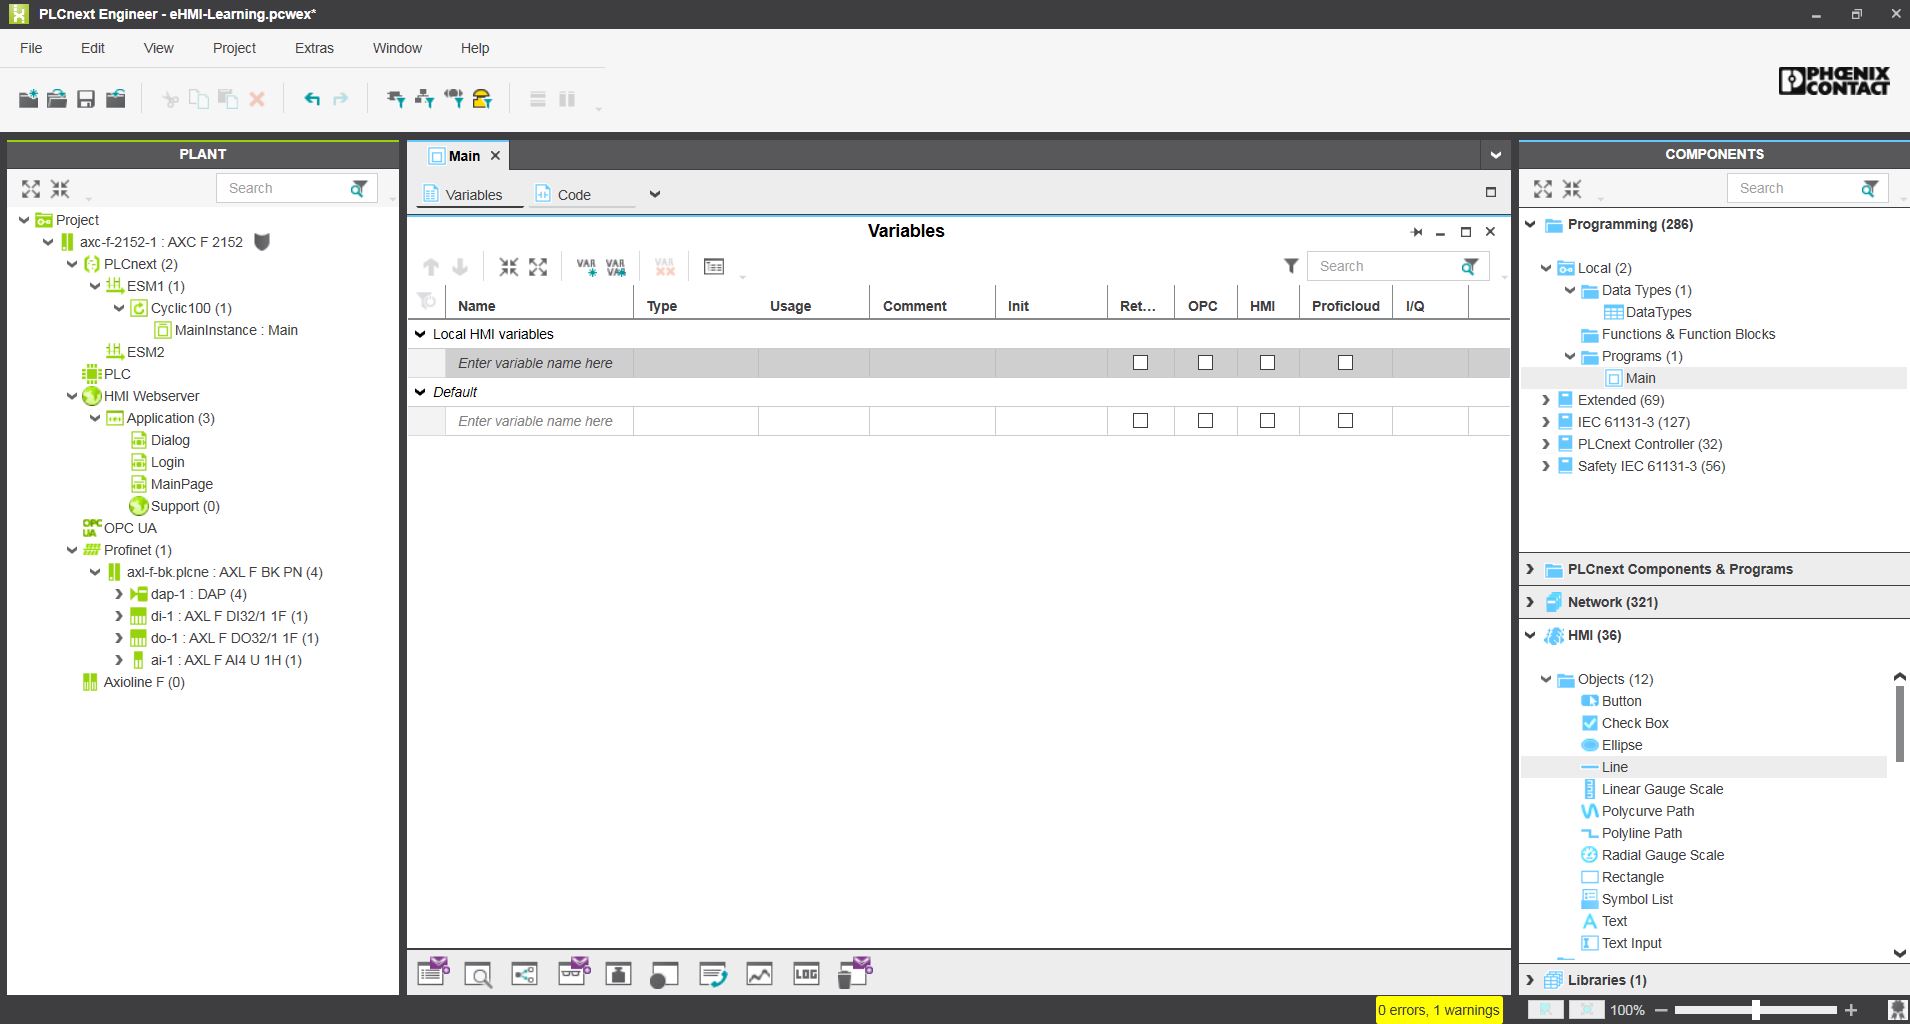 PLCnext Engineer - eHMI-Learning.pcwex*
File Edit View Project Extras Window Help
PHŒNIX
CONTACT
PLANT
Search
Project
axc-f-2152-1 : AXC F 2152
PLCnext (2)
ESM1 (1)
Cyclic100 (1)
MainInstance : Main
ESM2
PLC
HMI Webserver
Application (3)
Dialog
Login
MainPage
Support (0)
OPC UA
OPC UA
Profinet (1)
axl-f-bk.plcne : AXL F BK PN (4)
dap-1 : DAP (4)
di-1 : AXL F DI32/1 1F (1)
do-1 : AXL F DO32/1 1F (1)
ai-1 : AXL F AI4 U 1H (1)
Axioline F (0)
Main
Variables Code
Variables
VAR VAR VAR VAR
Search
Name Type Usage Comment Init Ret... OPC HMI Proficloud I/Q
Local HMI variables
Enter variable name here
Default
Enter variable name here
LOG
COMPONENTS
Search
Programming (286)
Local (2)
Data Types (1)
DataTypes
Functions & Function Blocks
Programs (1)
Main
Extended (69)
IEC 61131-3 (127)
PLCnext Controller (32)
Safety IEC 61131-3 (56)
PLCnext Components & Programs
Network (321)
HMI (36)
Objects (12)
Button
Check Box
Ellipse
Line
Linear Gauge Scale
Polycurve Path
Polyline Path
Radial Gauge Scale
Rectangle
Symbol List
Text
Text Input
Libraries (1)
0 errors, 1 warnings
100%